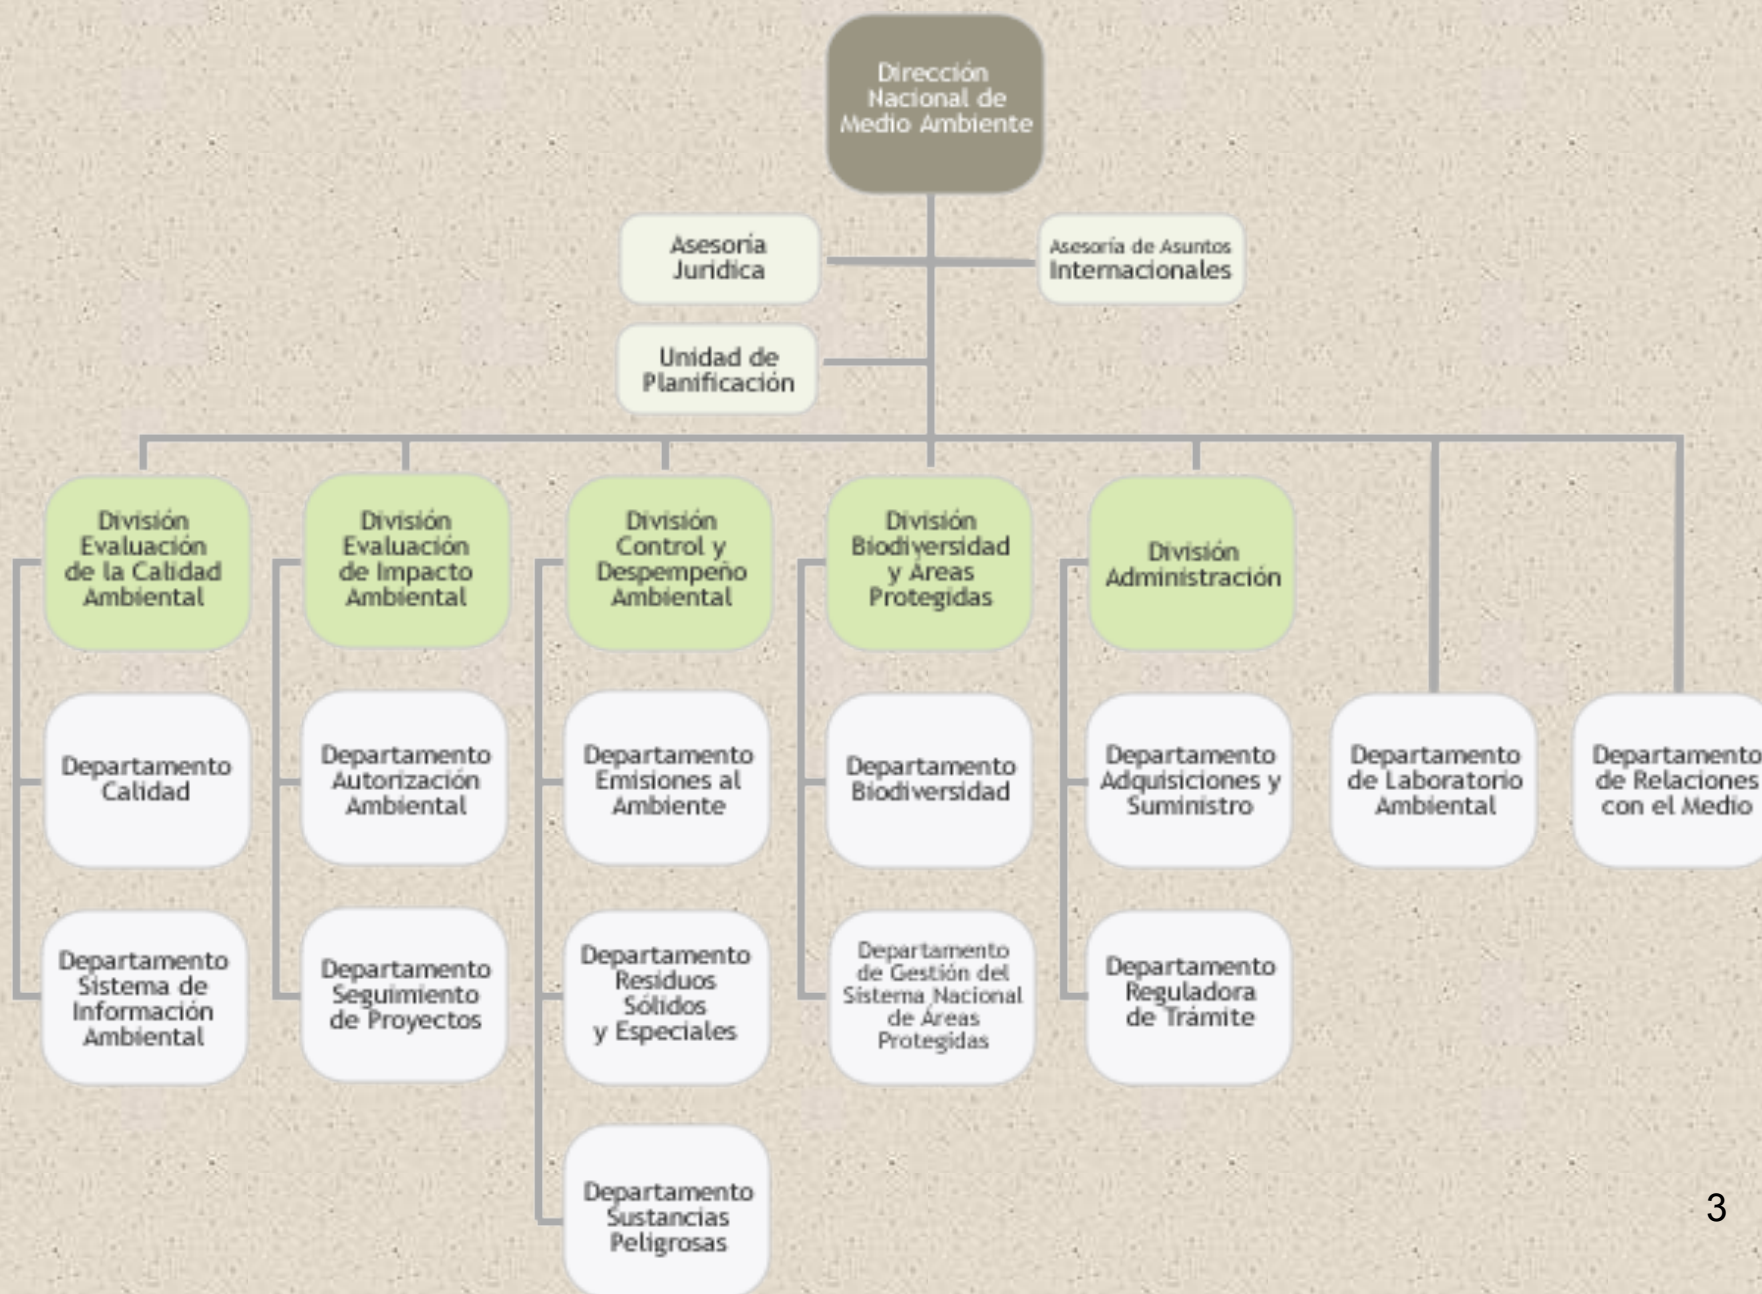 Dirección
Nacional de
Medio Ambiente
Asesoría
Jurídica
Asesoría de Asuntos
Internacionales
Unidad de
Planificación
División
Evaluación
de la Calidad
Ambiental
División
Evaluación
de Impacto
Ambiental
División
Control y
Despempeño
Ambiental
División
Biodiversidad
y Áreas
Protegidas
División
Administración
Departamento
Calidad
Departamento
Autorización
Ambiental
Departamento
Emisiones al
Ambiente
Departamento
Biodiversidad
Departamento
Adquisiciones y
Suministro
Departamento
de Laboratorio
Ambiental
Departamento
de Relaciones
con el Medio
Departamento
Sistema de
Información
Ambiental
Departamento
Seguimiento
de Proyectos
Departamento
Residuos
Sólidos
y Especiales
Departamento
de Gestión del
Sistema Nacional
de Áreas
Protegidas
Departamento
Reguladora
de Trámite
Departamento
Sustancias
Peligrosas
3